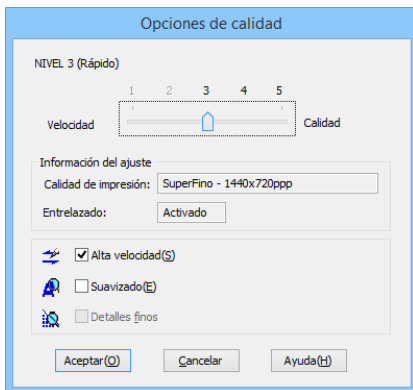 Opciones de calidad
NIVEL 3 (Rápido)
1 2 3 4 5
Velocidad Calidad
Información del ajuste
Calidad de impresión: SuperFino - 1440x720ppp
Entrelazado: Activado
Alta velocidad(S)
Suavizado(E)
Detalles finos
Aceptar(O) Cancelar Ayuda(H)